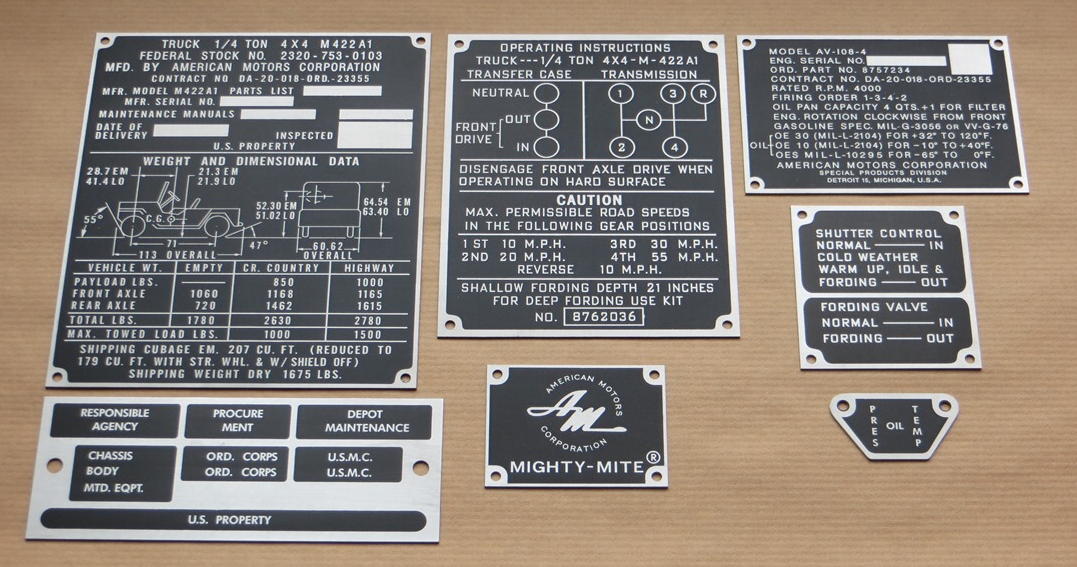 TRUCK 1/4 TON 4X4 M422A1
FEDERAL STOCK NO. 2320-753-0103
MFD. BY AMERICAN MOTORS CORPORATION
CONTRACT NO DA-20-018-ORD-23355
MFR. MODEL M422A1 PARTS LIST
MFR. SERIAL NO.
MAINTENANCE MANUALS
DATE OF
DELIVERY
INSPECTED
U.S. PROPERTY
WEIGHT AND DIMENSIONAL DATA
28.7 EM
41.4 LO
21.3 EM
21.9 LO
C.G.
55°
47°
71
113 OVERALL
52.30 EM
51.02 LO
64.54 EM
63.40 LO
60.62
OVERALL
VEHICLE WT. EMPTY CR. COUNTRY HIGHWAY
PAYLOAD LBS. —— 850 1000
FRONT AXLE 1060 1168 1165
REAR AXLE 720 1462 1615
TOTAL LBS. 1780 2630 2780
MAX. TOWED LOAD LBS. 1000 1500
SHIPPING CUBAGE EM. 207 CU. FT. (REDUCED TO
179 CU. FT. WITH STR. WHL. & W/ SHIELD OFF)
SHIPPING WEIGHT DRY 1675 LBS.
OPERATING INSTRUCTIONS
TRUCK---1/4 TON 4X4-M-422A1
TRANSFER CASE TRANSMISSION
NEUTRAL
FRONT
DRIVE
OUT
IN
1 3 R
N
2 4
DISENGAGE FRONT AXLE DRIVE WHEN
OPERATING ON HARD SURFACE
CAUTION
MAX. PERMISSIBLE ROAD SPEEDS
IN THE FOLLOWING GEAR POSITIONS
1 ST 10 M.P.H. 3RD 30 M.P.H.
2ND 20 M.P.H. 4TH 55 M.P.H.
REVERSE 10 M.P.H.
SHALLOW FORDING DEPTH 21 INCHES
FOR DEEP FORDING USE KIT
NO. 8762036
MODEL AV-108-4
ENG. SERIAL NO.
ORD. PART NO. 8757234
CONTRACT NO. DA-20-018-ORD-23355
RATED R.P.M. 4000
FIRING ORDER 1-3-4-2
OIL PAN CAPACITY 4 QTS.+1 FOR FILTER
ENG. ROTATION CLOCKWISE FROM FRONT
GASOLINE SPEC. MIL-G-3056 OR VV-G-76
OIL
OE 30 (MIL-L-2104) FOR +32° TO 120°F.
OE 10 (MIL-L-2104) FOR -10° TO +40°F.
OES MIL-L-10295 FOR -65° TO 0°F.
AMERICAN MOTORS CORPORATION
SPECIAL PRODUCTS DIVISION
DETROIT 15, MICHIGAN, U.S.A.
SHUTTER CONTROL
NORMAL —— IN
COLD WEATHER
WARM UP, IDLE &
FORDING —— OUT
FORDING VALVE
NORMAL —— IN
FORDING —— OUT
RESPONSIBLE
AGENCY
PROCURE
MENT
DEPOT
MAINTENANCE
CHASSIS
BODY
MTD. EQPT.
ORD. CORPS
ORD. CORPS
U.S.M.C.
U.S.M.C.
U.S. PROPERTY
AMERICAN MOTORS
AM
CORPORATION
MIGHTY-MITE®
PRES
OIL
TEMP